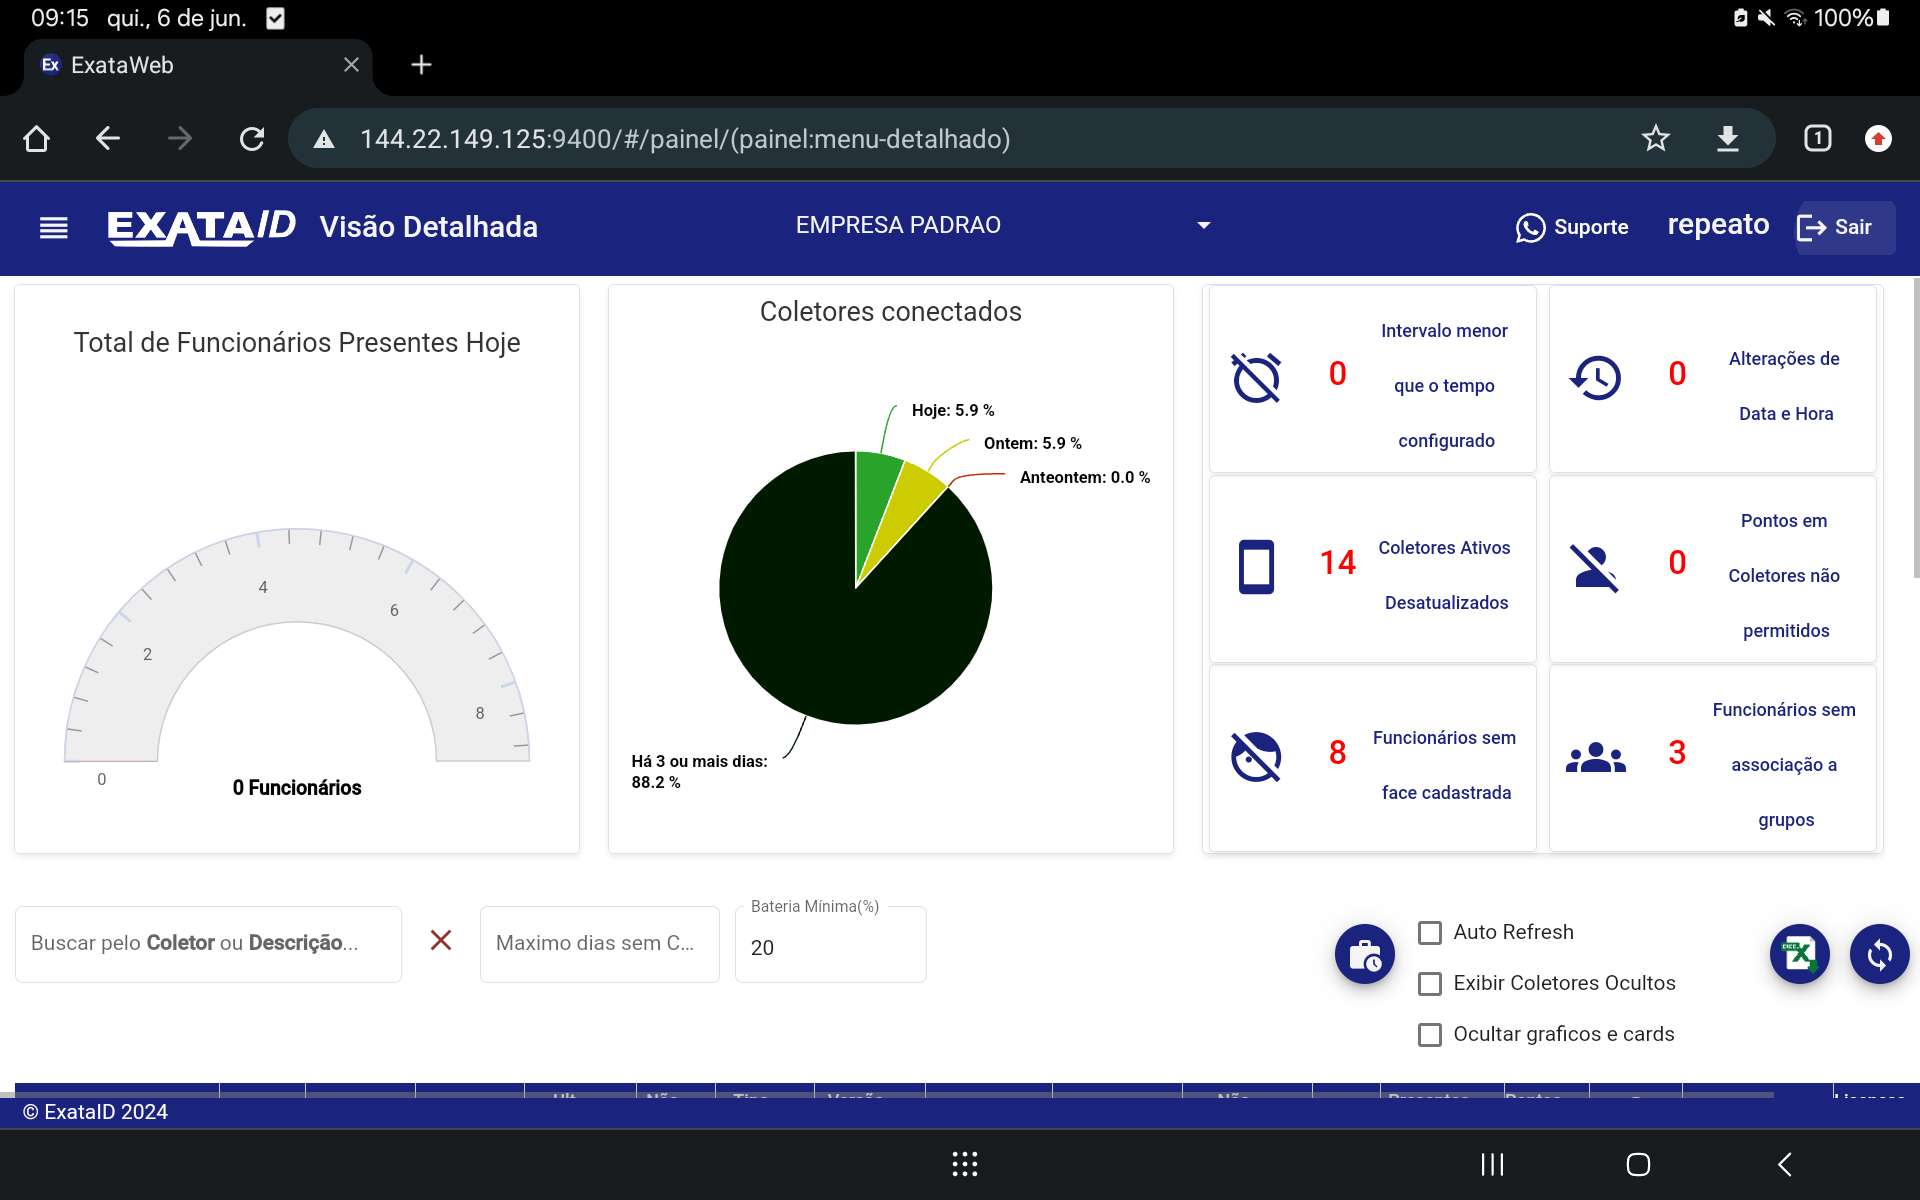 09:15 qui., 6 de jun.
100%
Ex ExataWeb
144.22.149.125:9400/#/painel/(painel:menu-detalhado)
1
EXATAID Visão Detalhada
EMPRESA PADRAO
Suporte
repeato
Sair
Total de Funcionários Presentes Hoje
0
2
4
6
8
0 Funcionários
Coletores conectados
Hoje: 5.9 %
Ontem: 5.9 %
Anteontem: 0.0 %
Há 3 ou mais dias:
88.2 %
0
Intervalo menor
que o tempo
configurado
0
Alterações de
Data e Hora
14
Coletores Ativos
Desatualizados
0
Pontos em
Coletores não
permitidos
8
Funcionários sem
face cadastrada
3
Funcionários sem
associação a
grupos
Buscar pelo Coletor ou Descrição...
Maximo dias sem C...
Bateria Mínima(%)
20
Auto Refresh
Exibir Coletores Ocultos
Ocultar graficos e cards
© ExataID 2024